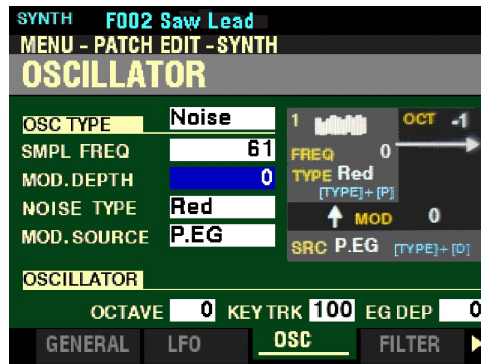 SYNTH F002 Saw Lead
MENU - PATCH EDIT - SYNTH
OSCILLATOR
OSC TYPE Noise
SMPL FREQ 61
MOD.DEPTH 0
NOISE TYPE Red
MOD.SOURCE P.EG
1 OCT -1
FREQ 0
TYPE Red
[TYPE]+[P]
MOD 0
SRC P.EG [TYPE]+[D]
OSCILLATOR
OCTAVE 0 KEY TRK 100 EG DEP 0
GENERAL LFO OSC FILTER